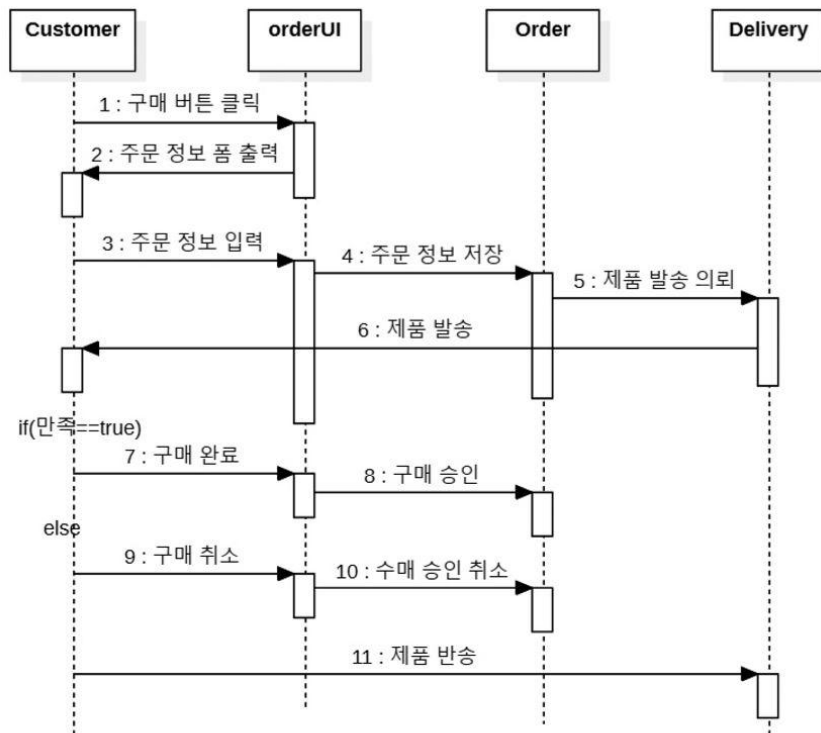 Customer
orderUI
Order
Delivery
1 : 구매 버튼 클릭
2 : 주문 정보 폼 출력
3 : 주문 정보 입력
4 : 주문 정보 저장
5 : 제품 발송 의뢰
6 : 제품 발송
if(만족==true)
7 : 구매 완료
8 : 구매 승인
else
9 : 구매 취소
10 : 수매 승인 취소
11 : 제품 반송